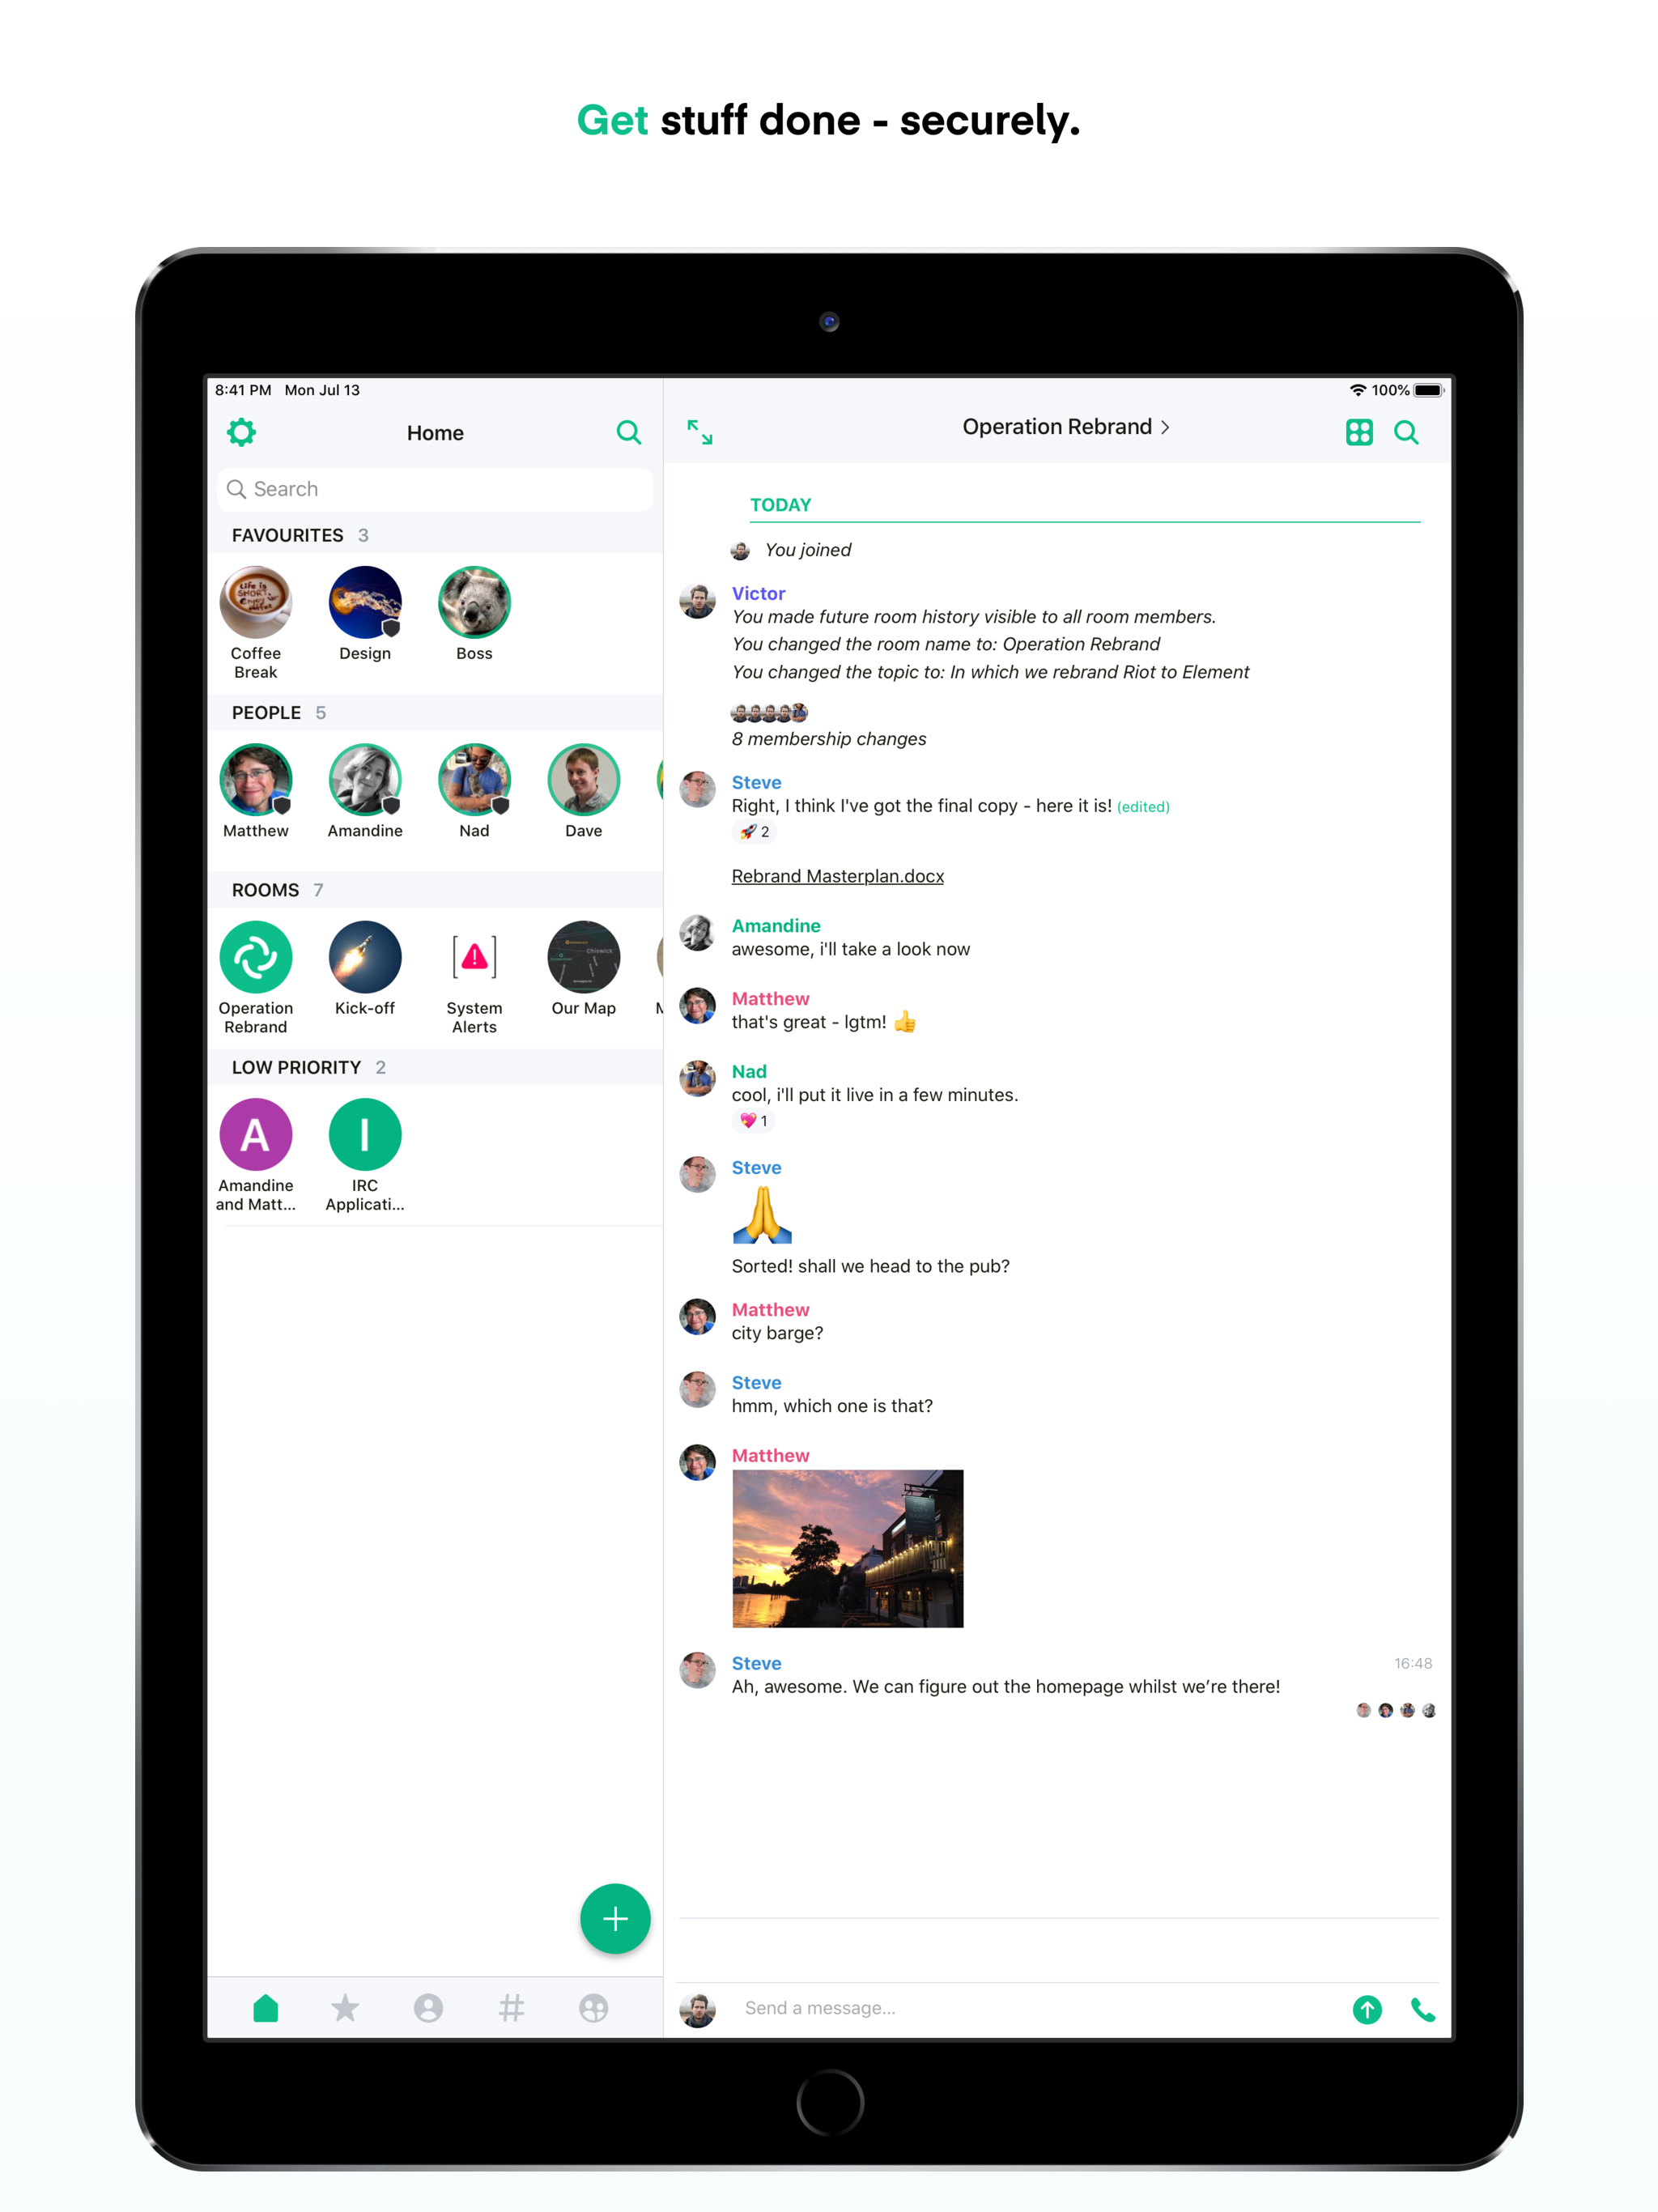 Get stuff done - securely.
8:41 PM Mon Jul 13
100%
Home
Search
FAVOURITES 3
Life is
SHORT.
Enjoy
Coffee
Break
Design
Boss
PEOPLE 5
Matthew
Amandine
Nad
Dave
ROOMS 7
Operation
Rebrand
Kick-off
System
Alerts
Our Map
Chiswick
M
LOW PRIORITY 2
A
I
Amandine
and Matt...
IRC
Applicati...
Operation Rebrand
TODAY
You joined
Victor
You made future room history visible to all room members.
You changed the room name to: Operation Rebrand
You changed the topic to: In which we rebrand Riot to Element
8 membership changes
Steve
Right, I think I've got the final copy - here it is! (edited)
🚀 2
Rebrand Masterplan.docx
Amandine
awesome, i'll take a look now
Matthew
that's great - lgtm! 👍
Nad
cool, i'll put it live in a few minutes.
💖 1
Steve
🙏
Sorted! shall we head to the pub?
Matthew
city barge?
Steve
hmm, which one is that?
Matthew
Steve
16:48
Ah, awesome. We can figure out the homepage whilst we're there!
Send a message...